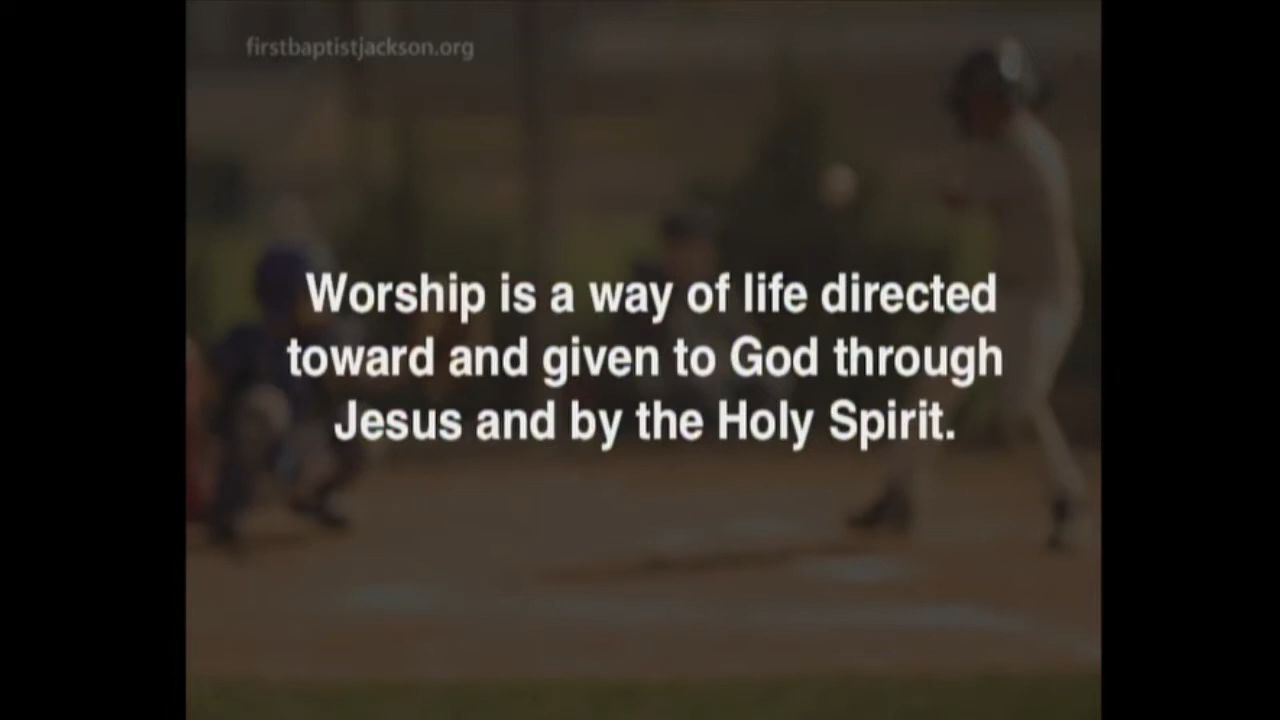 firstbaptistjackson.org
Worship is a way of life directed
toward and given to God through
Jesus and by the Holy Spirit.